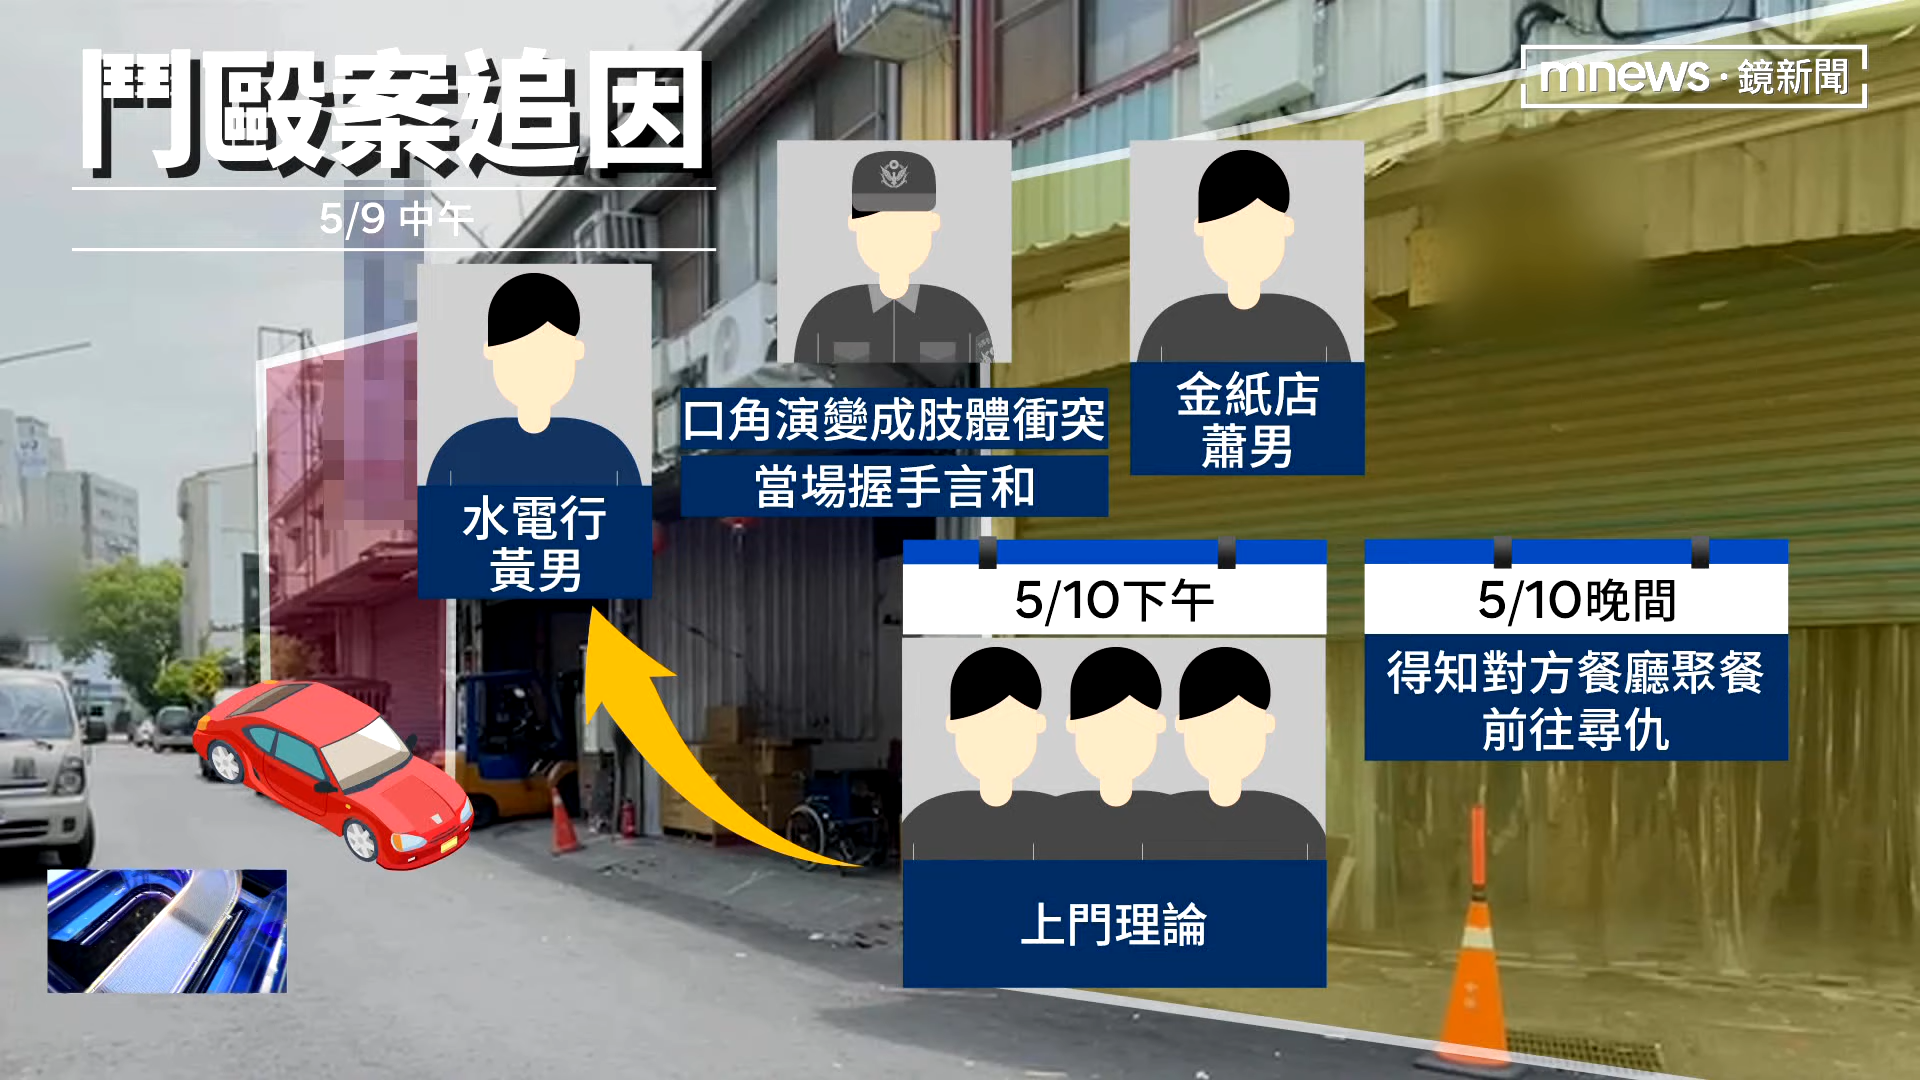 鬥毆案追因
mnews·鏡新聞
5/9 中午
口角演變成肢體衝突
當場握手言和
金紙店
蕭男
水電行
黃男
5/10下午
上門理論
5/10晚間
得知對方餐廳聚餐
前往尋仇